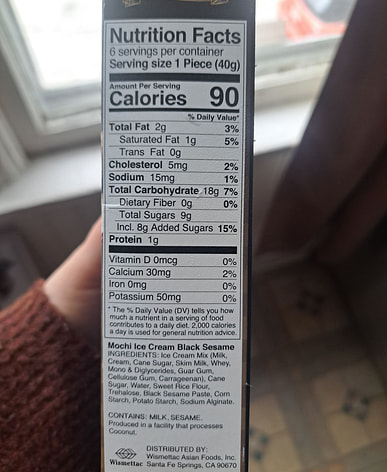 Nutrition Facts
6 servings per container
Serving size 1 Piece (40g)
Amount Per Serving
Calories 90
% Daily Value*
Total Fat 2g 3%
Saturated Fat 1g 5%
Trans Fat 0g
Cholesterol 5mg 2%
Sodium 15mg 1%
Total Carbohydrate 18g 7%
Dietary Fiber 0g 0%
Total Sugars 9g
Incl. 8g Added Sugars 15%
Protein 1g
Vitamin D 0mcg 0%
Calcium 30mg 2%
Iron 0mg 0%
Potassium 50mg 0%
* The % Daily Value (DV) tells you how
much a nutrient in a serving of food
contributes to a daily diet. 2,000 calories
a day is used for general nutrition advice.
Mochi Ice Cream Black Sesame
INGREDIENTS: Ice Cream Mix (Milk,
Cream, Cane Sugar, Skim Milk, Whey,
Mono & Diglycerides, Guar Gum,
Cellulose Gum, Carrageenan), Cane
Sugar, Water, Sweet Rice Flour,
Trehalose, Black Sesame Paste, Corn
Starch, Potato Starch, Sodium Alginate.
CONTAINS: MILK, SESAME.
Produced in a facility that processes
Coconut.
DISTRIBUTED BY:
Wismettac Asian Foods, Inc.
Wismettac Santa Fe Springs, CA 90670